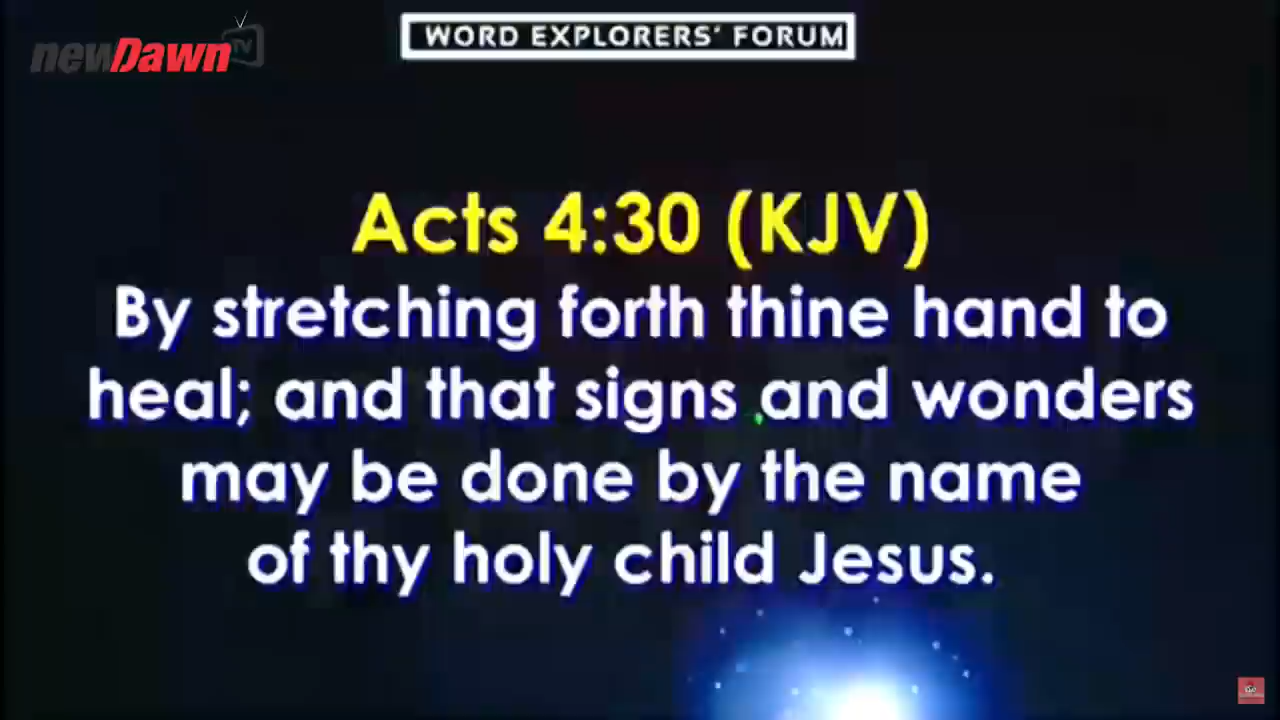 newDawn TV
WORD EXPLORERS' FORUM
Acts 4:30 (KJV)
By stretching forth thine hand to
heal; and that signs and wonders
may be done by the name
of thy holy child Jesus.